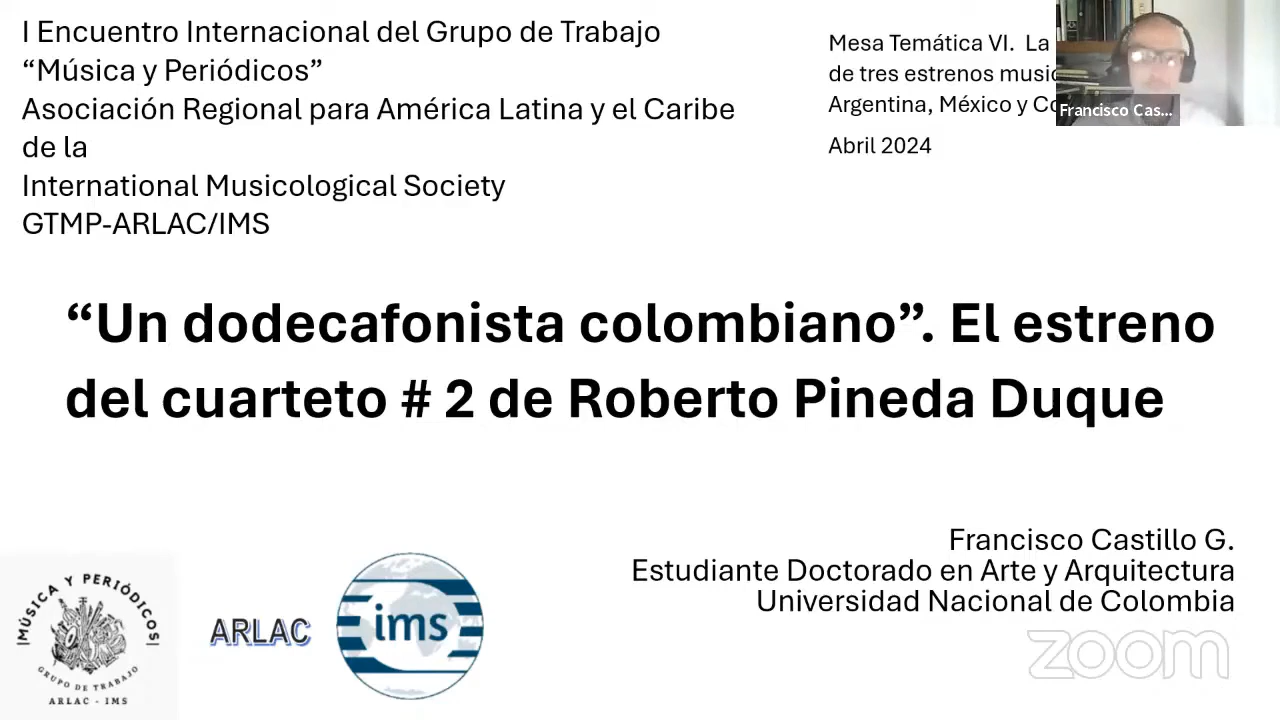 I Encuentro Internacional del Grupo de Trabajo
“Música y Periódicos”
Asociación Regional para América Latina y el Caribe
de la
International Musicological Society
GTMP-ARLAC/IMS
Mesa Temática VI. La
de tres estrenos
Argentina, México y
Abril 2024
Francisco Cas...
“Un dodecafonista colombiano”. El estreno
del cuarteto # 2 de Roberto Pineda Duque
Francisco Castillo G.
Estudiante Doctorado en Arte y Arquitectura
Universidad Nacional de Colombia
MÚSICA Y PERIÓDICOS
GRUPO DE TRABAJO
ARLAC - IMS
ARLAC
ims
zoom